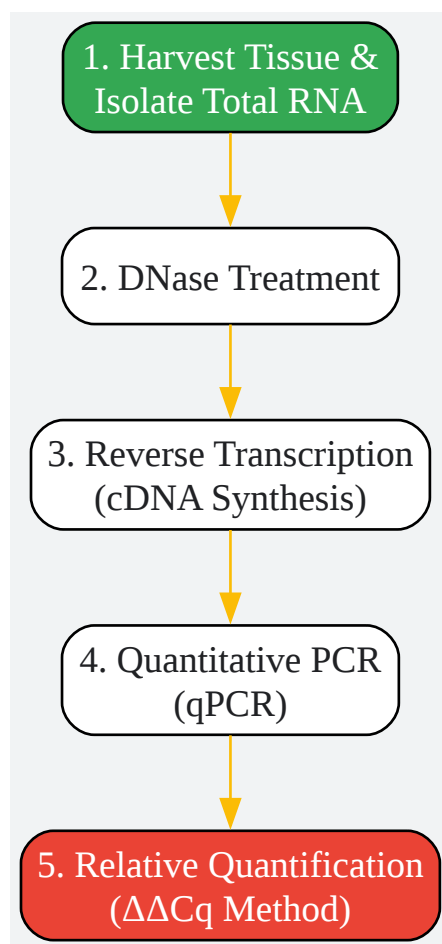 1. Harvest Tissue &
Isolate Total RNA
2. DNase Treatment
3. Reverse Transcription
(cDNA Synthesis)
4. Quantitative PCR
(qPCR)
5. Relative Quantification
(ΔΔCq Method)